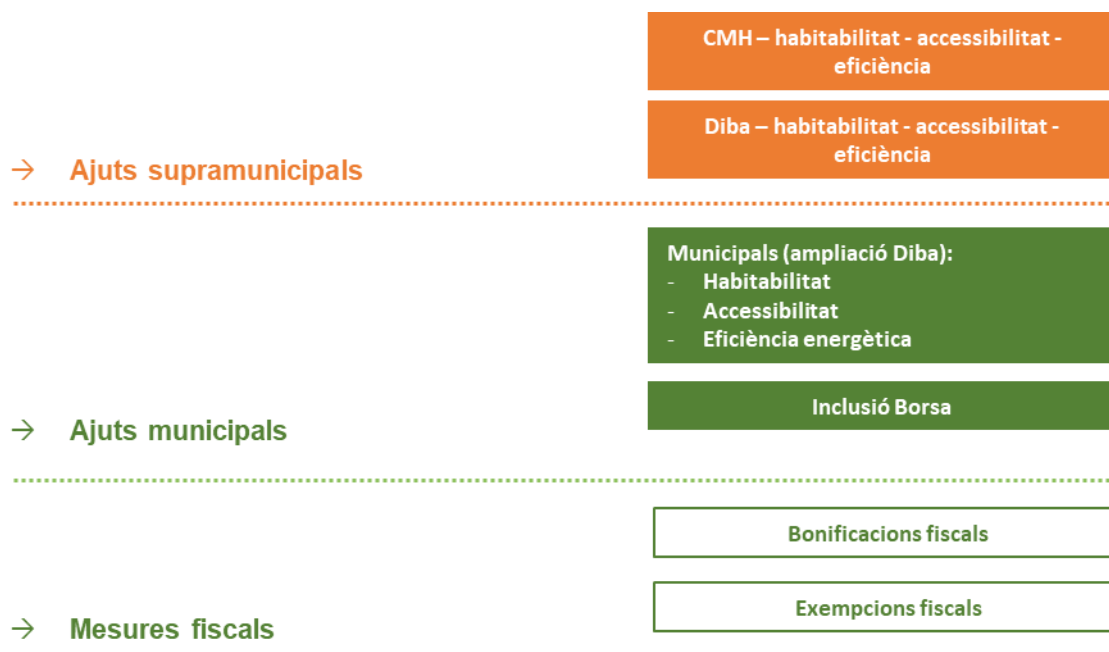 CMH – habitabilitat - accessibilitat -
eficiència
Diba – habitabilitat - accessibilitat -
eficiència
→ Ajuts supramunicipals
Municipals (ampliació Diba):
- Habitabilitat
- Accessibilitat
- Eficiència energètica
Inclusió Borsa
→ Ajuts municipals
Bonificacions fiscals
Exempcions fiscals
→ Mesures fiscals